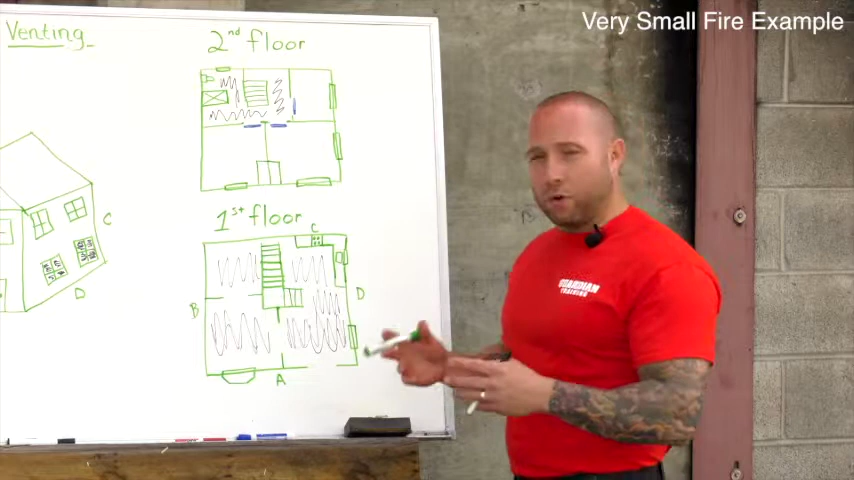 Very Small Fire Example
Venting
2nd floor
1st floor
C
B
D
A
C
D
GUARDIAN
TRAINING